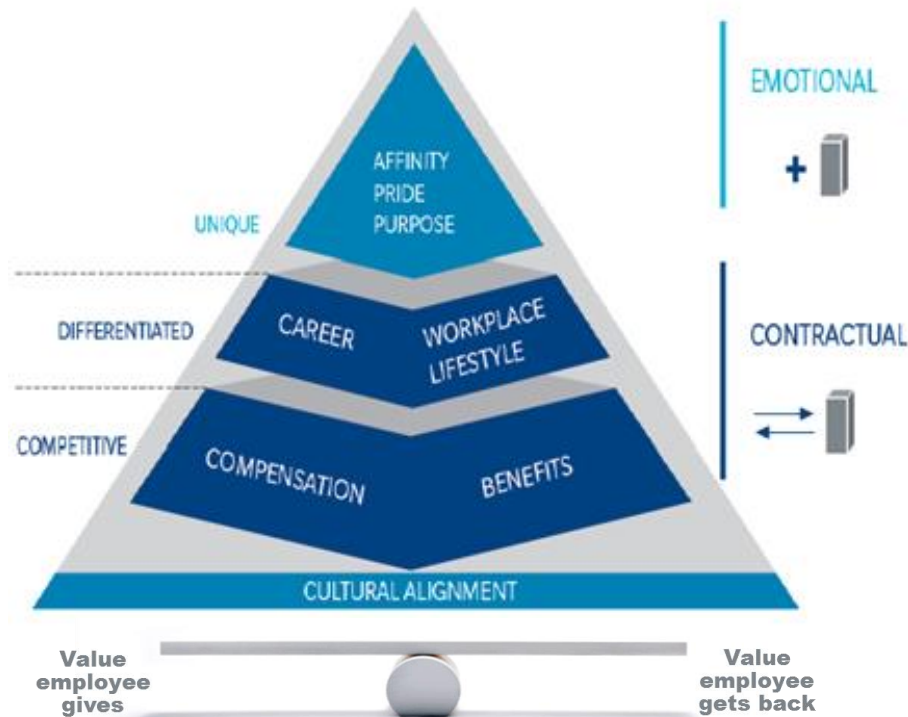 EMOTIONAL
AFFINITY
PRIDE
PURPOSE
UNIQUE
DIFFERENTIATED
CAREER
WORKPLACE
LIFESTYLE
CONTRACTUAL
COMPETITIVE
COMPENSATION
BENEFITS
CULTURAL ALIGNMENT
Value
employee
gives
Value
employee
gets back